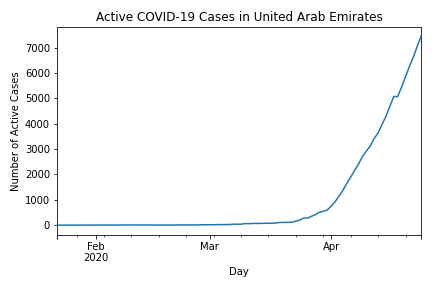 Active COVID-19 Cases in United Arab Emirates
7000
6000
5000
4000
3000
2000
1000
0
Number of Active Cases
Feb
2020
Mar
Apr
Day